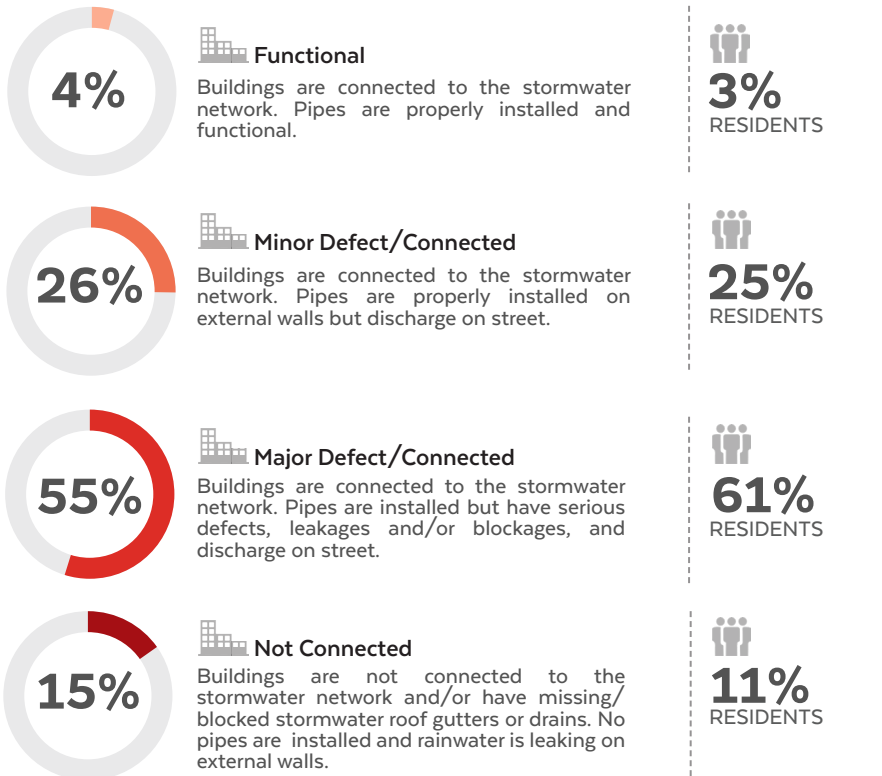 4%
Functional
Buildings are connected to the stormwater
network. Pipes are properly installed and
functional.
3%
RESIDENTS
26%
Minor Defect/Connected
Buildings are connected to the stormwater
network. Pipes are properly installed on
external walls but discharge on street.
25%
RESIDENTS
55%
Major Defect/Connected
Buildings are connected to the stormwater
network. Pipes are installed but have serious
defects, leakages and/or blockages, and
discharge on street.
61%
RESIDENTS
15%
Not Connected
Buildings are not connected to the
stormwater network and/or have missing/
blocked stormwater roof gutters or drains. No
pipes are installed and rainwater is leaking on
external walls.
11%
RESIDENTS